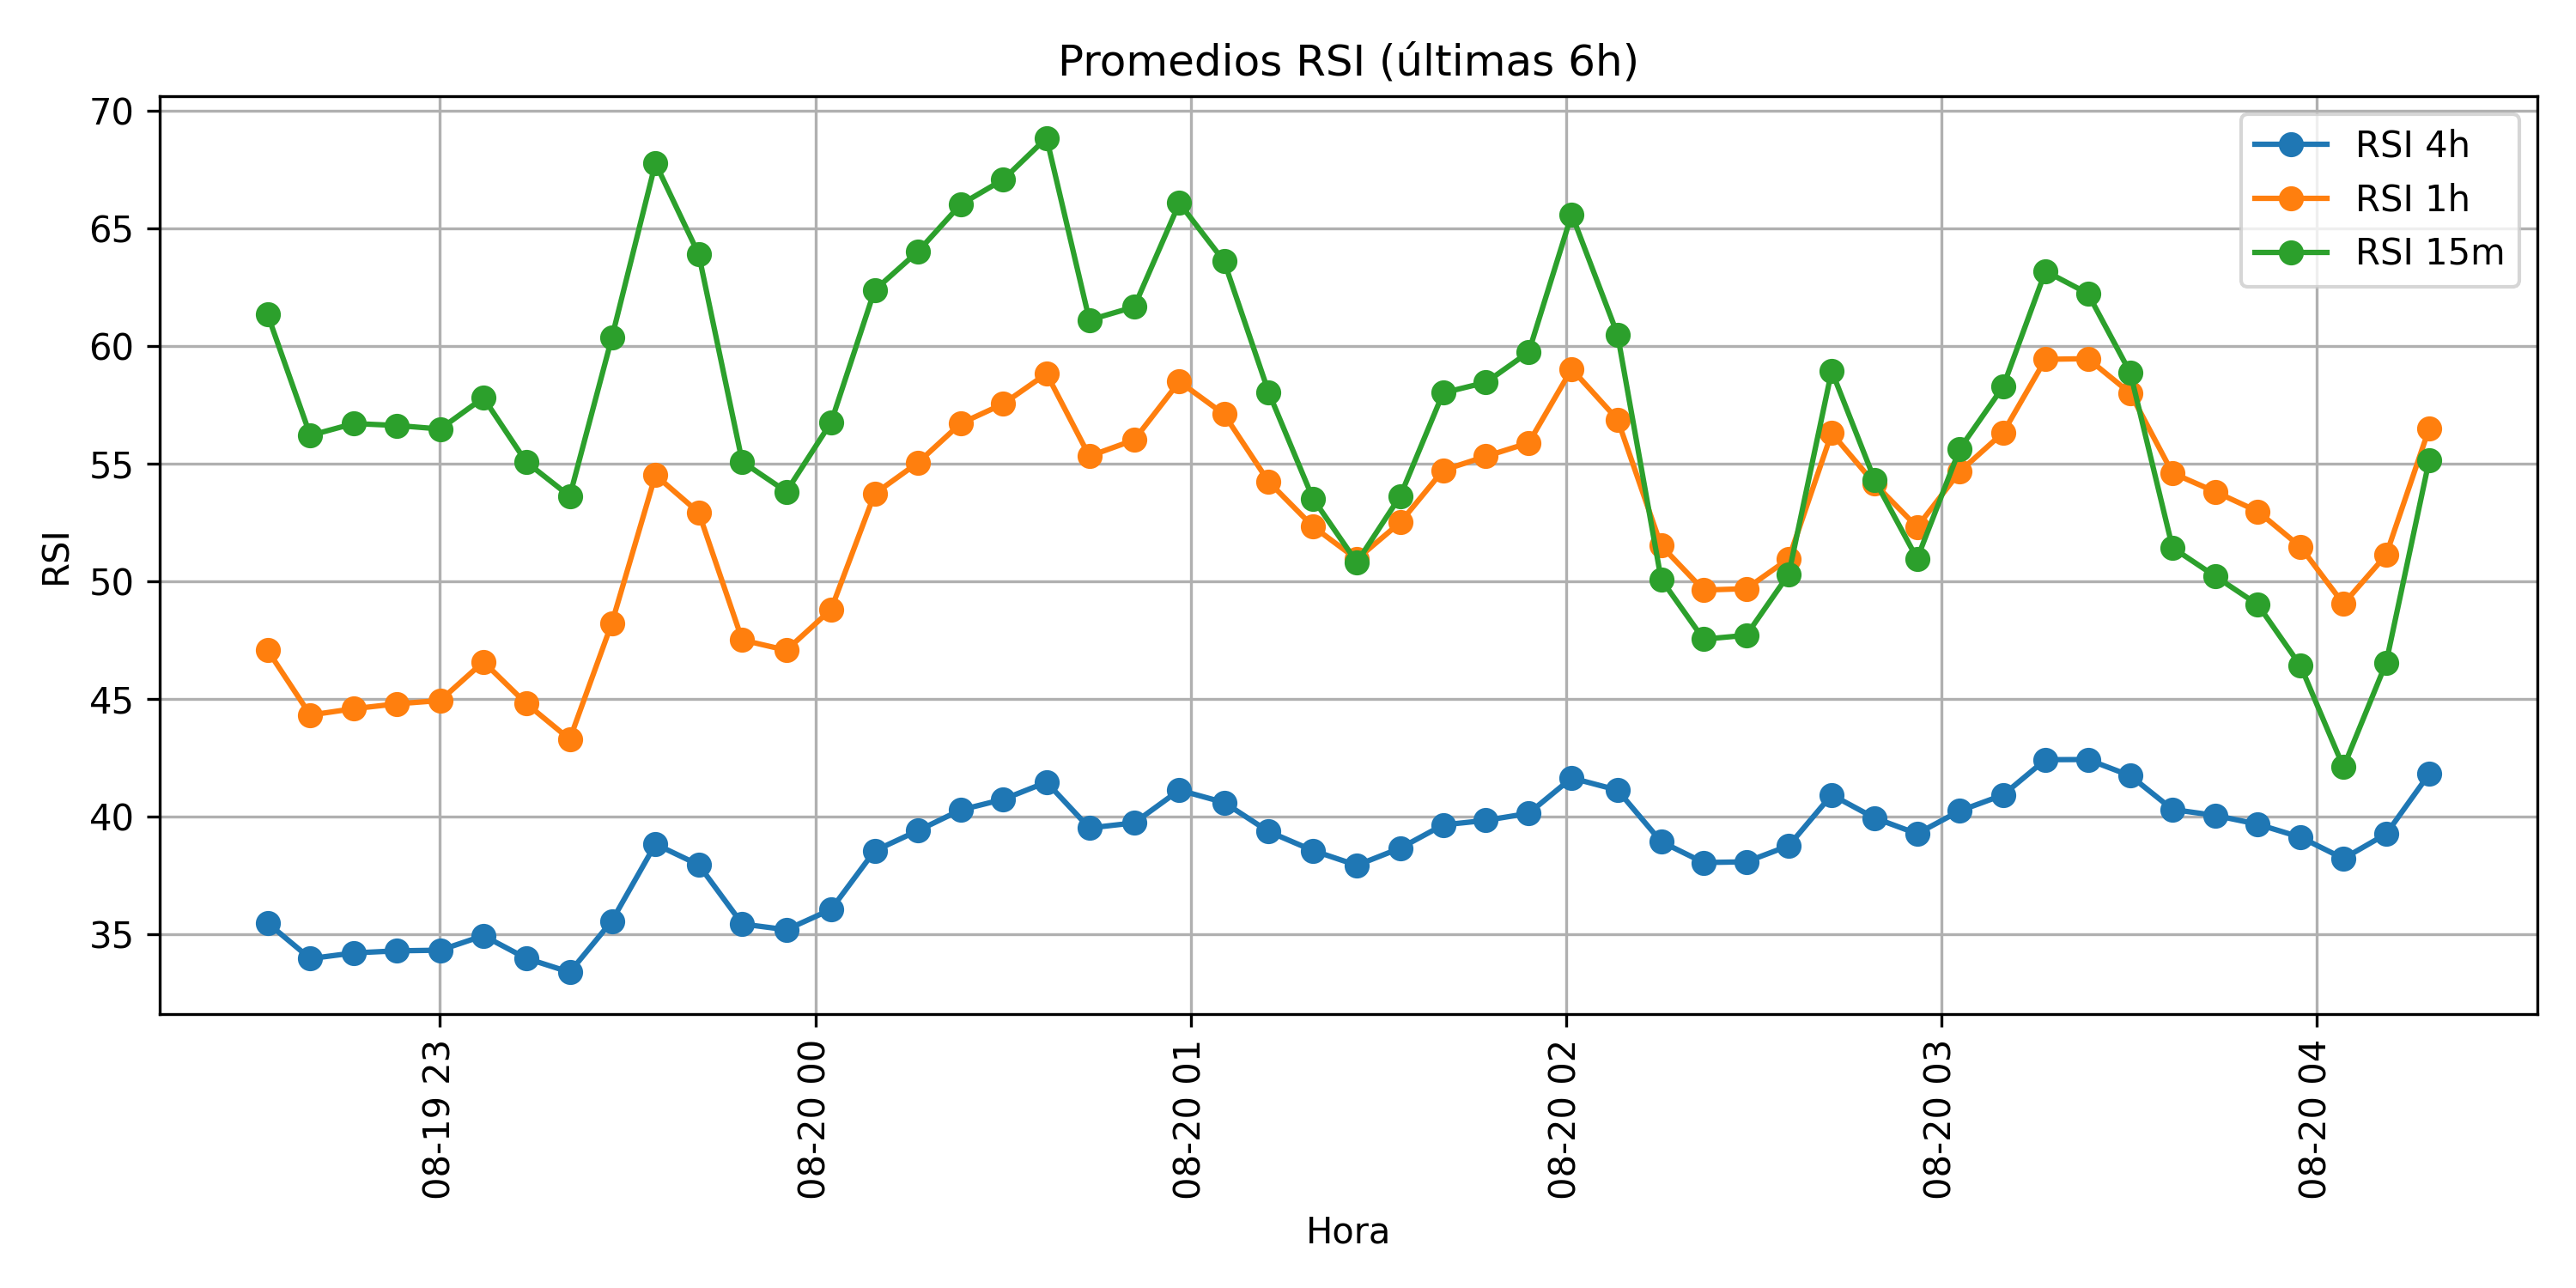 Promedios RSI (últimas 6h)
70
65
60
55
50
45
40
35
RSI
RSI 4h
RSI 1h
RSI 15m
08-19 23
08-20 00
08-20 01
08-20 02
08-20 03
08-20 04
Hora